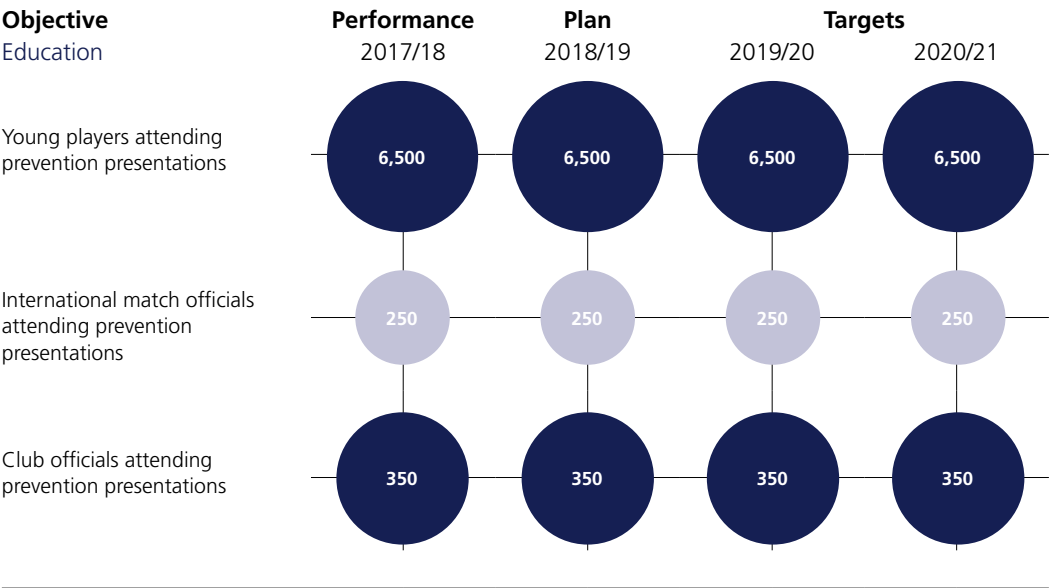 Objective Performance Plan Targets
Education 2017/18 2018/19 2019/20 2020/21
Young players attending
prevention presentations
6,500 6,500 6,500 6,500
International match officials
attending prevention
presentations
250 250 250 250
Club officials attending
prevention presentations
350 350 350 350